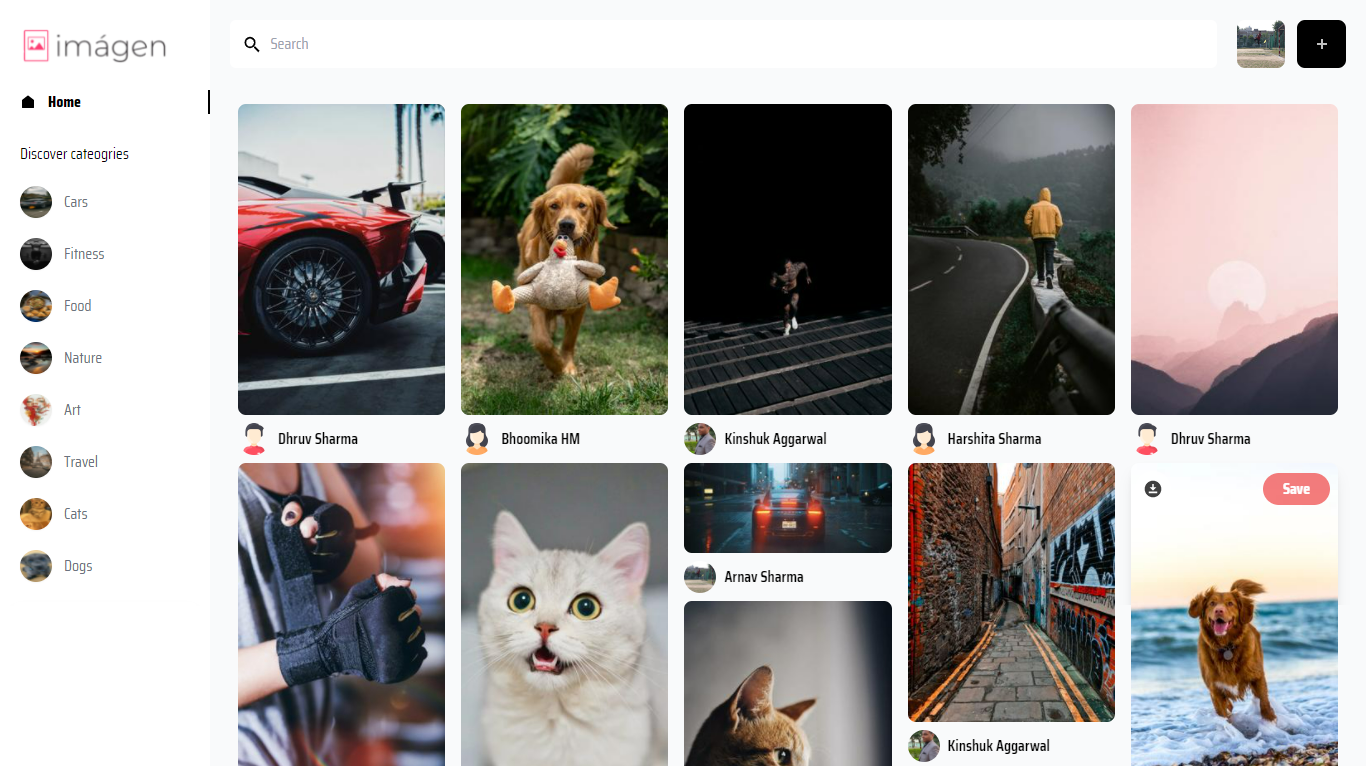 imágen
Home
Discover cateogries
Cars
Fitness
Food
Nature
Art
Travel
Cats
Dogs
Search
+
Dhruv Sharma
Bhoomika HM
Kinshuk Aggarwal
Harshita Sharma
Dhruv Sharma
Save
Arnav Sharma
Kinshuk Aggarwal